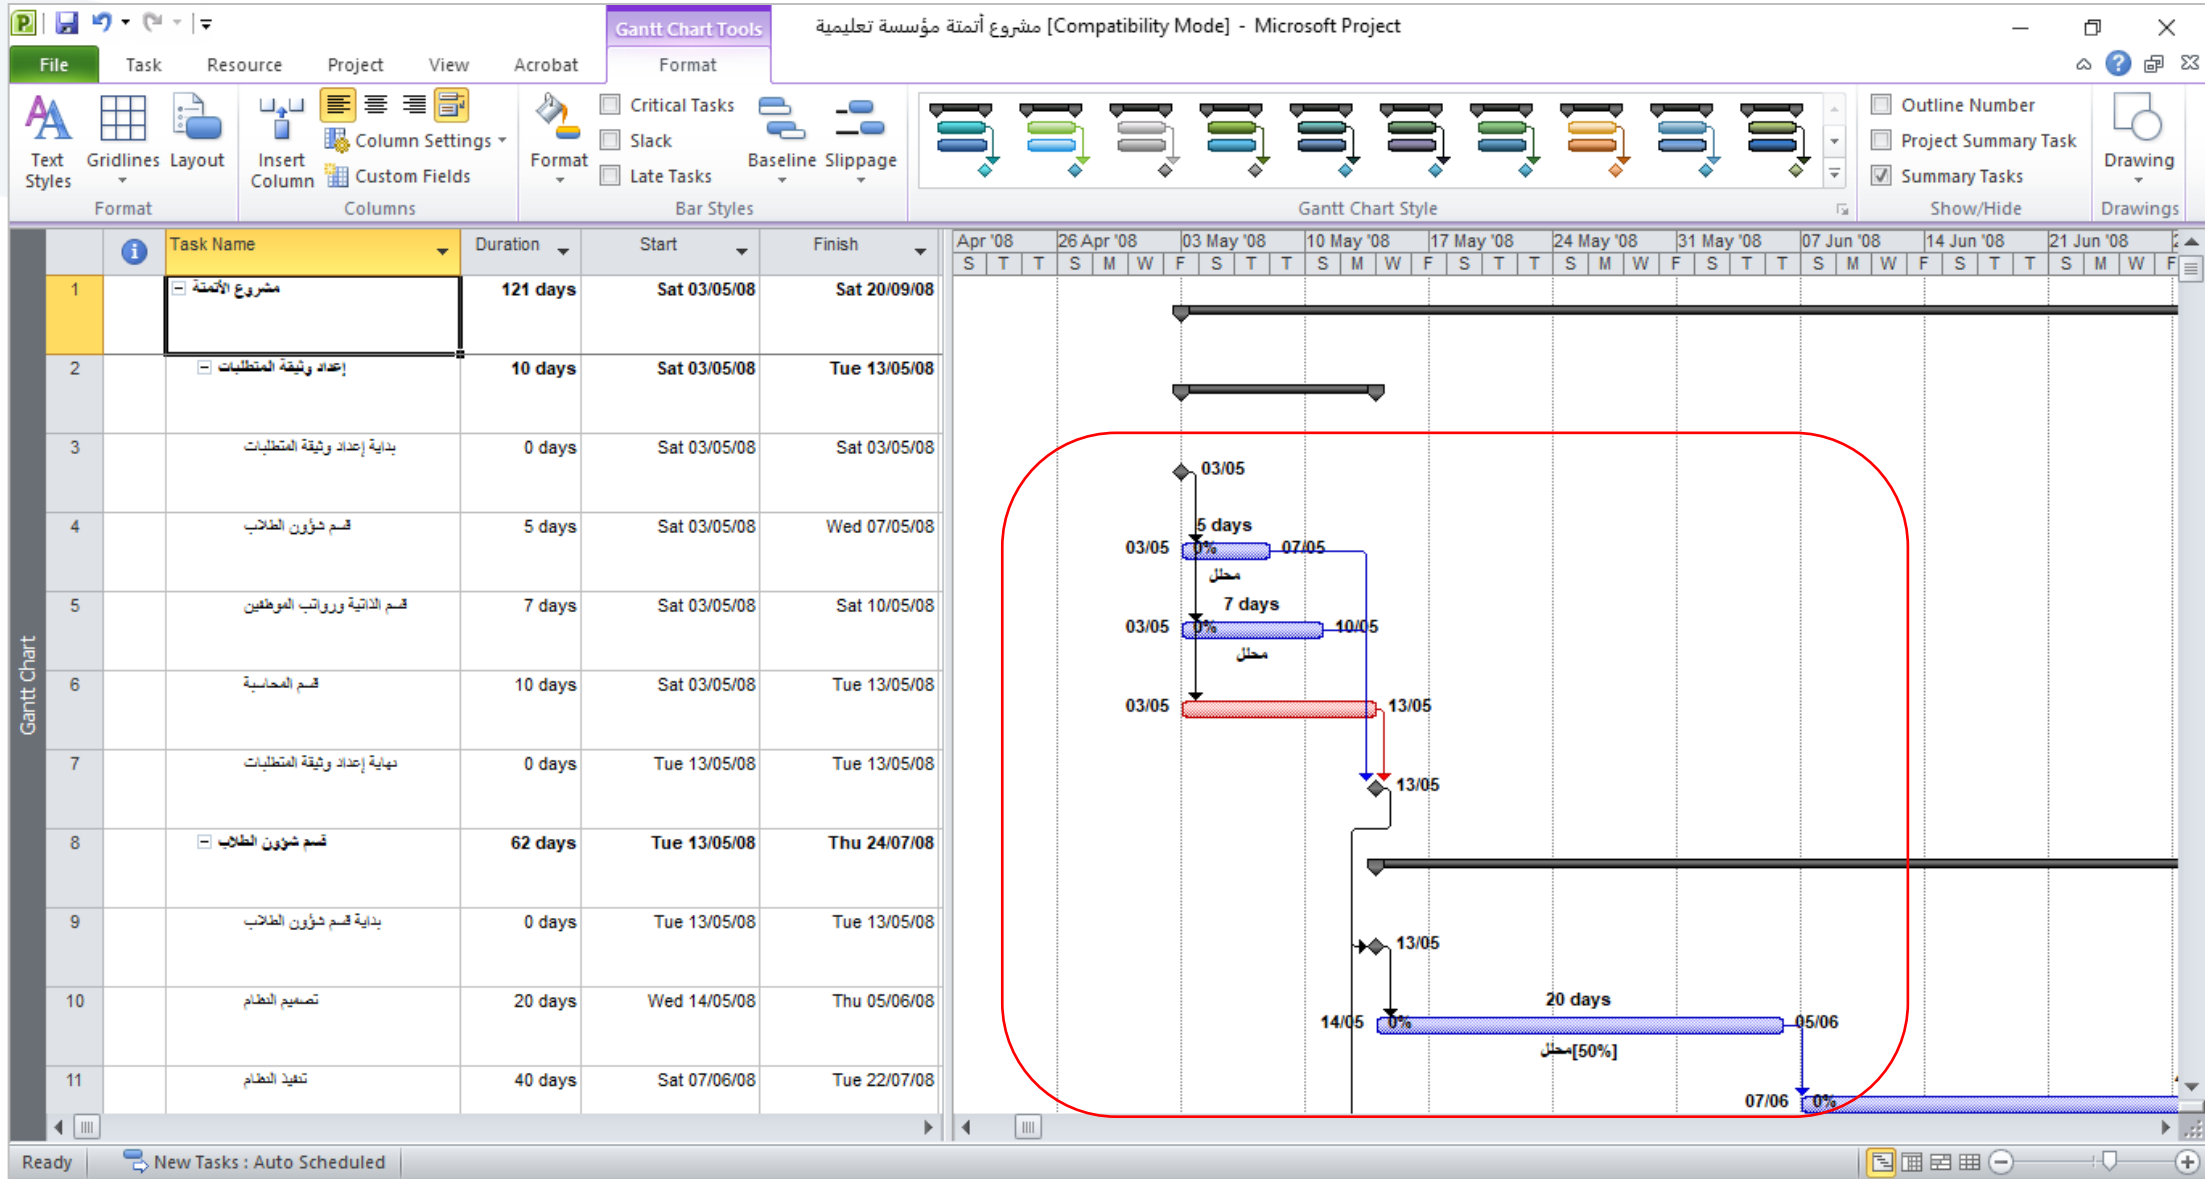 مشروع أتمتة مؤسسة تعليمية [Compatibility Mode] - Microsoft Project
Gantt Chart Tools
File Task Resource Project View Acrobat Format
Text Styles
Gridlines
Layout
Format
Insert Column
Column Settings
Custom Fields
Columns
Format
Critical Tasks
Slack
Late Tasks
Baseline
Slippage
Bar Styles
Gantt Chart Style
Outline Number
Project Summary Task
Summary Tasks
Show/Hide
Drawing
Drawings
Task Name Duration Start Finish
Apr '08 26 Apr '08 03 May '08 10 May '08 17 May '08 24 May '08 31 May '08 07 Jun '08 14 Jun '08 21 Jun '08
S T T S M W F S T T S M W F S T T S M W F S T T S M W F S T T S M W F
1 مشروع الأتمتة 121 days Sat 03/05/08 Sat 20/09/08
2 إعداد وثيقة المتطلبات 10 days Sat 03/05/08 Tue 13/05/08
3 بداية إعداد وثيقة المتطلبات 0 days Sat 03/05/08 Sat 03/05/08
03/05
4 قسم شؤون الطلاب 5 days Sat 03/05/08 Wed 07/05/08
5 days
03/05 0% 07/05
محلل
5 قسم الذاتية ورواتب الموظفين 7 days Sat 03/05/08 Sat 10/05/08
7 days
03/05 0% 10/05
محلل
6 قسم المحاسبة 10 days Sat 03/05/08 Tue 13/05/08
03/05 13/05
7 نهاية إعداد وثيقة المتطلبات 0 days Tue 13/05/08 Tue 13/05/08
13/05
8 قسم شؤون الطلاب 62 days Tue 13/05/08 Thu 24/07/08
9 بداية قسم شؤون الطلاب 0 days Tue 13/05/08 Tue 13/05/08
13/05
10 تصميم النظام 20 days Wed 14/05/08 Thu 05/06/08
20 days
14/05 0% 05/06
محلل[50%]
11 تنفيذ النظام 40 days Sat 07/06/08 Tue 22/07/08
07/06 0%
Gantt Chart
Ready New Tasks : Auto Scheduled